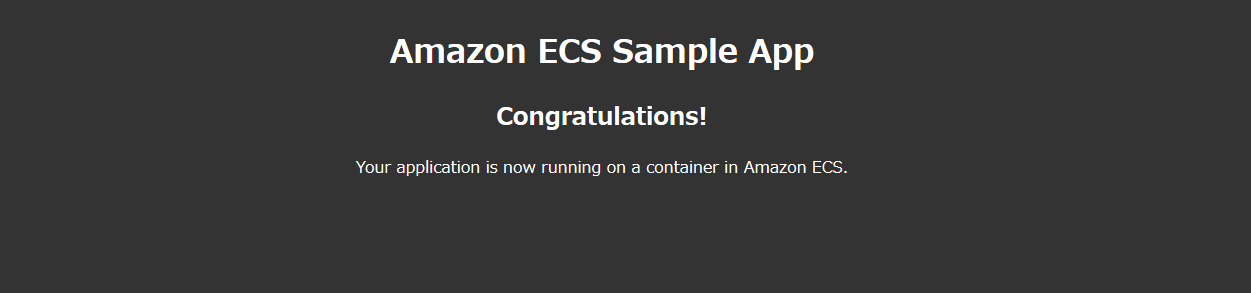 Amazon ECS Sample App
Congratulations!
Your application is now running on a container in Amazon ECS.